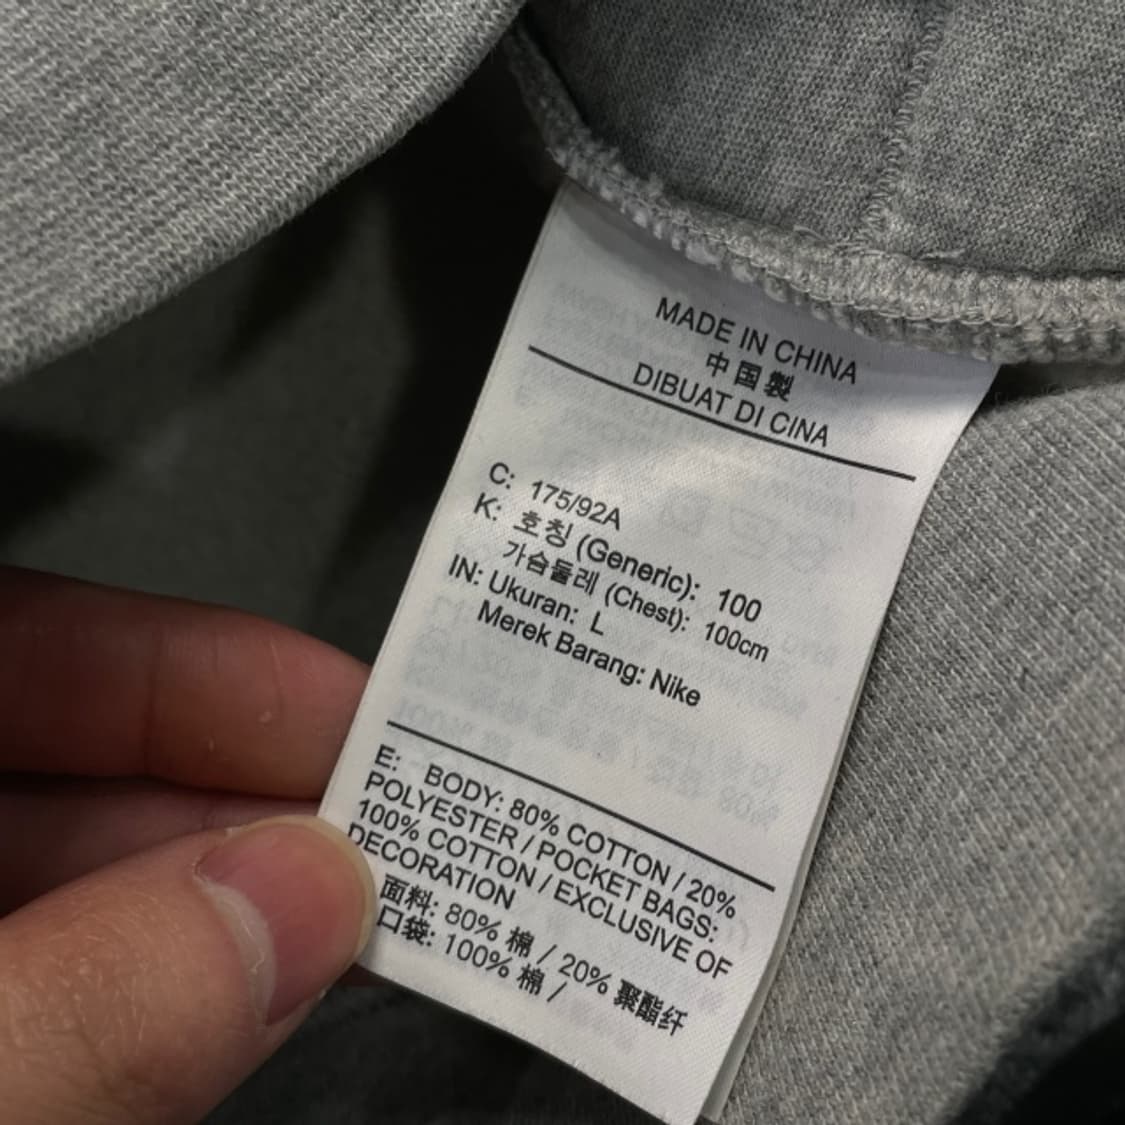 MADE IN CHINA
中国製
DIBUAT DI CINA
C: 175/92A
K: 호칭 (Generic): 100
가슴둘레 (Chest): 100cm
IN: Ukuran: L
Merek Barang: Nike
E: BODY: 80% COTTON / 20%
POLYESTER / POCKET BAGS:
100% COTTON / EXCLUSIVE OF
DECORATION
面料: 80% 棉 / 20% 聚酯纤
口袋: 100% 棉 /